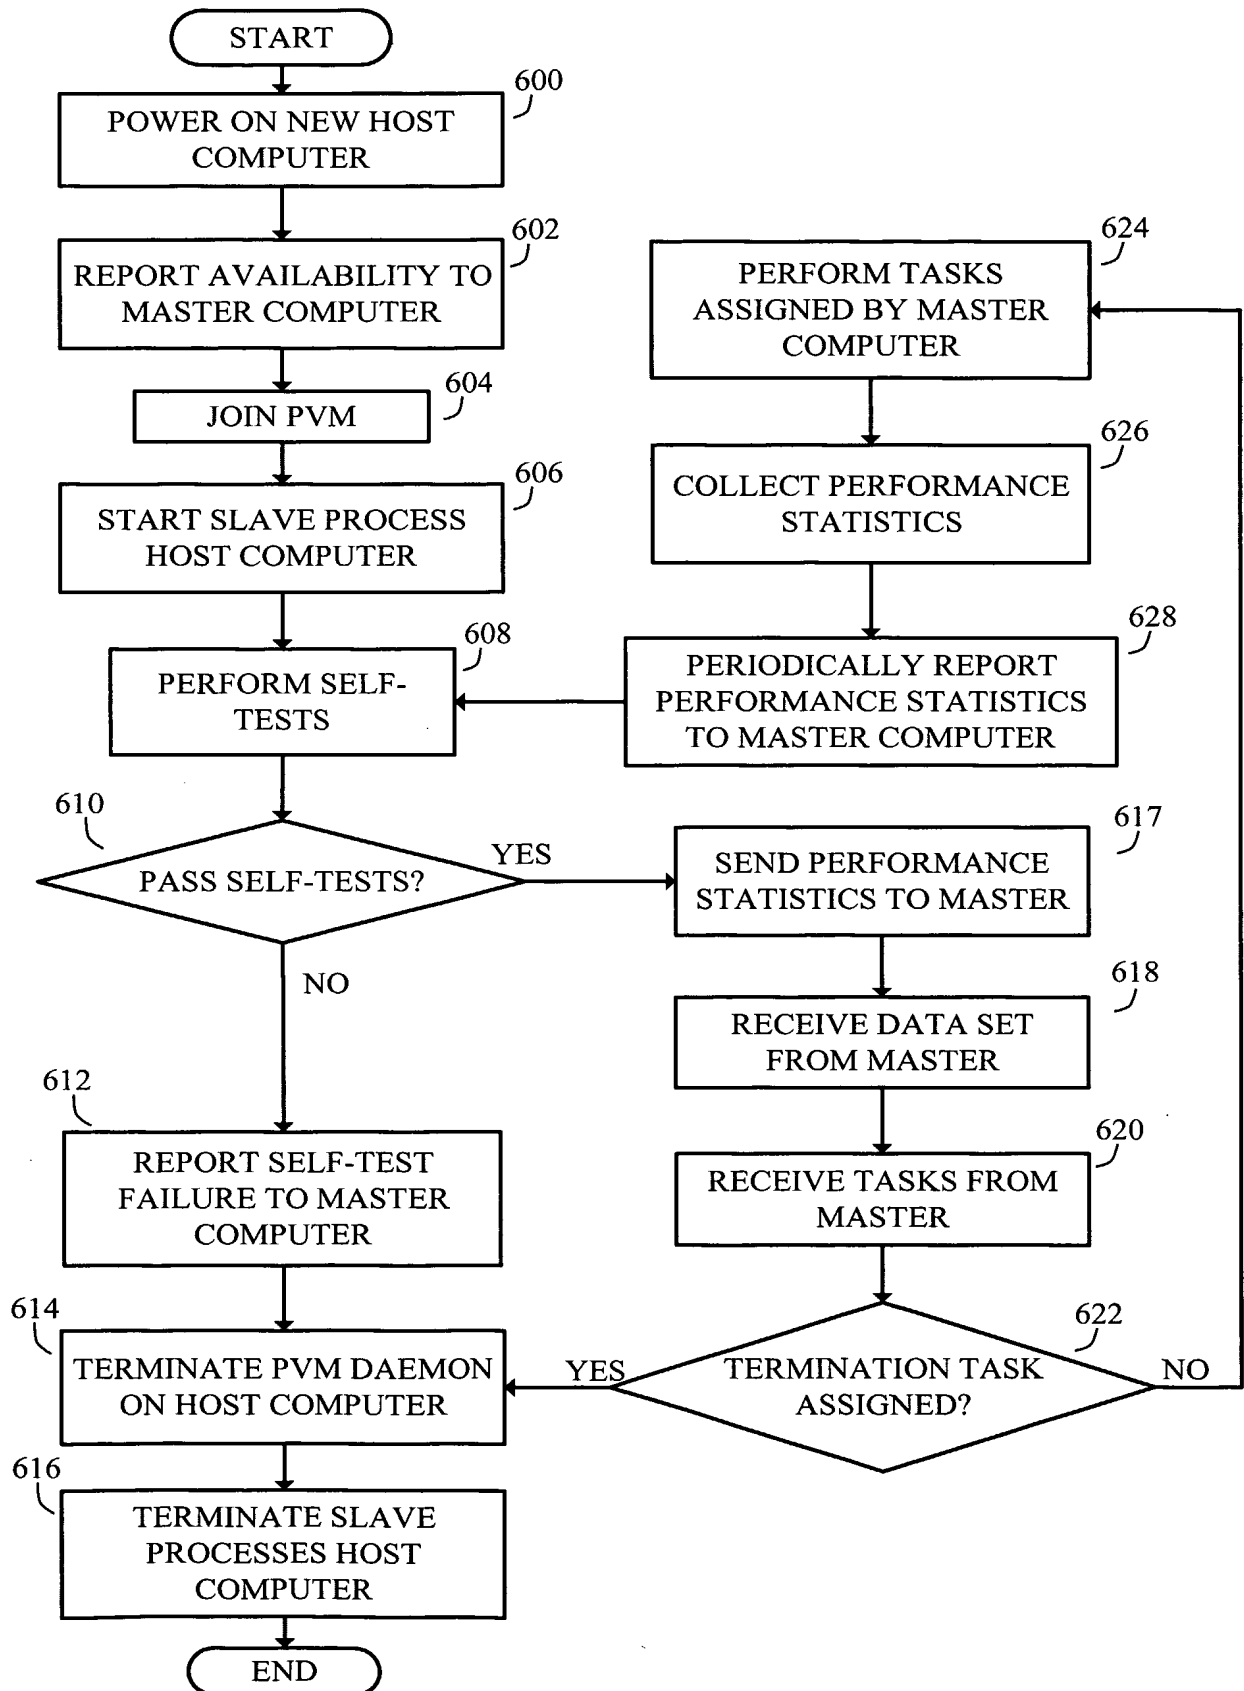 START
600
POWER ON NEW HOST
COMPUTER
602
REPORT AVAILABILITY TO
MASTER COMPUTER
604
JOIN PVM
606
START SLAVE PROCESS
HOST COMPUTER
608
PERFORM SELF-
TESTS
610
PASS SELF-TESTS?
YES
NO
612
REPORT SELF-TEST
FAILURE TO MASTER
COMPUTER
614
TERMINATE PVM DAEMON
ON HOST COMPUTER
616
TERMINATE SLAVE
PROCESSES HOST
COMPUTER
END
624
PERFORM TASKS
ASSIGNED BY MASTER
COMPUTER
626
COLLECT PERFORMANCE
STATISTICS
628
PERIODICALLY REPORT
PERFORMANCE STATISTICS
TO MASTER COMPUTER
617
SEND PERFORMANCE
STATISTICS TO MASTER
618
RECEIVE DATA SET
FROM MASTER
620
RECEIVE TASKS FROM
MASTER
622
TERMINATION TASK
ASSIGNED?
YES
NO